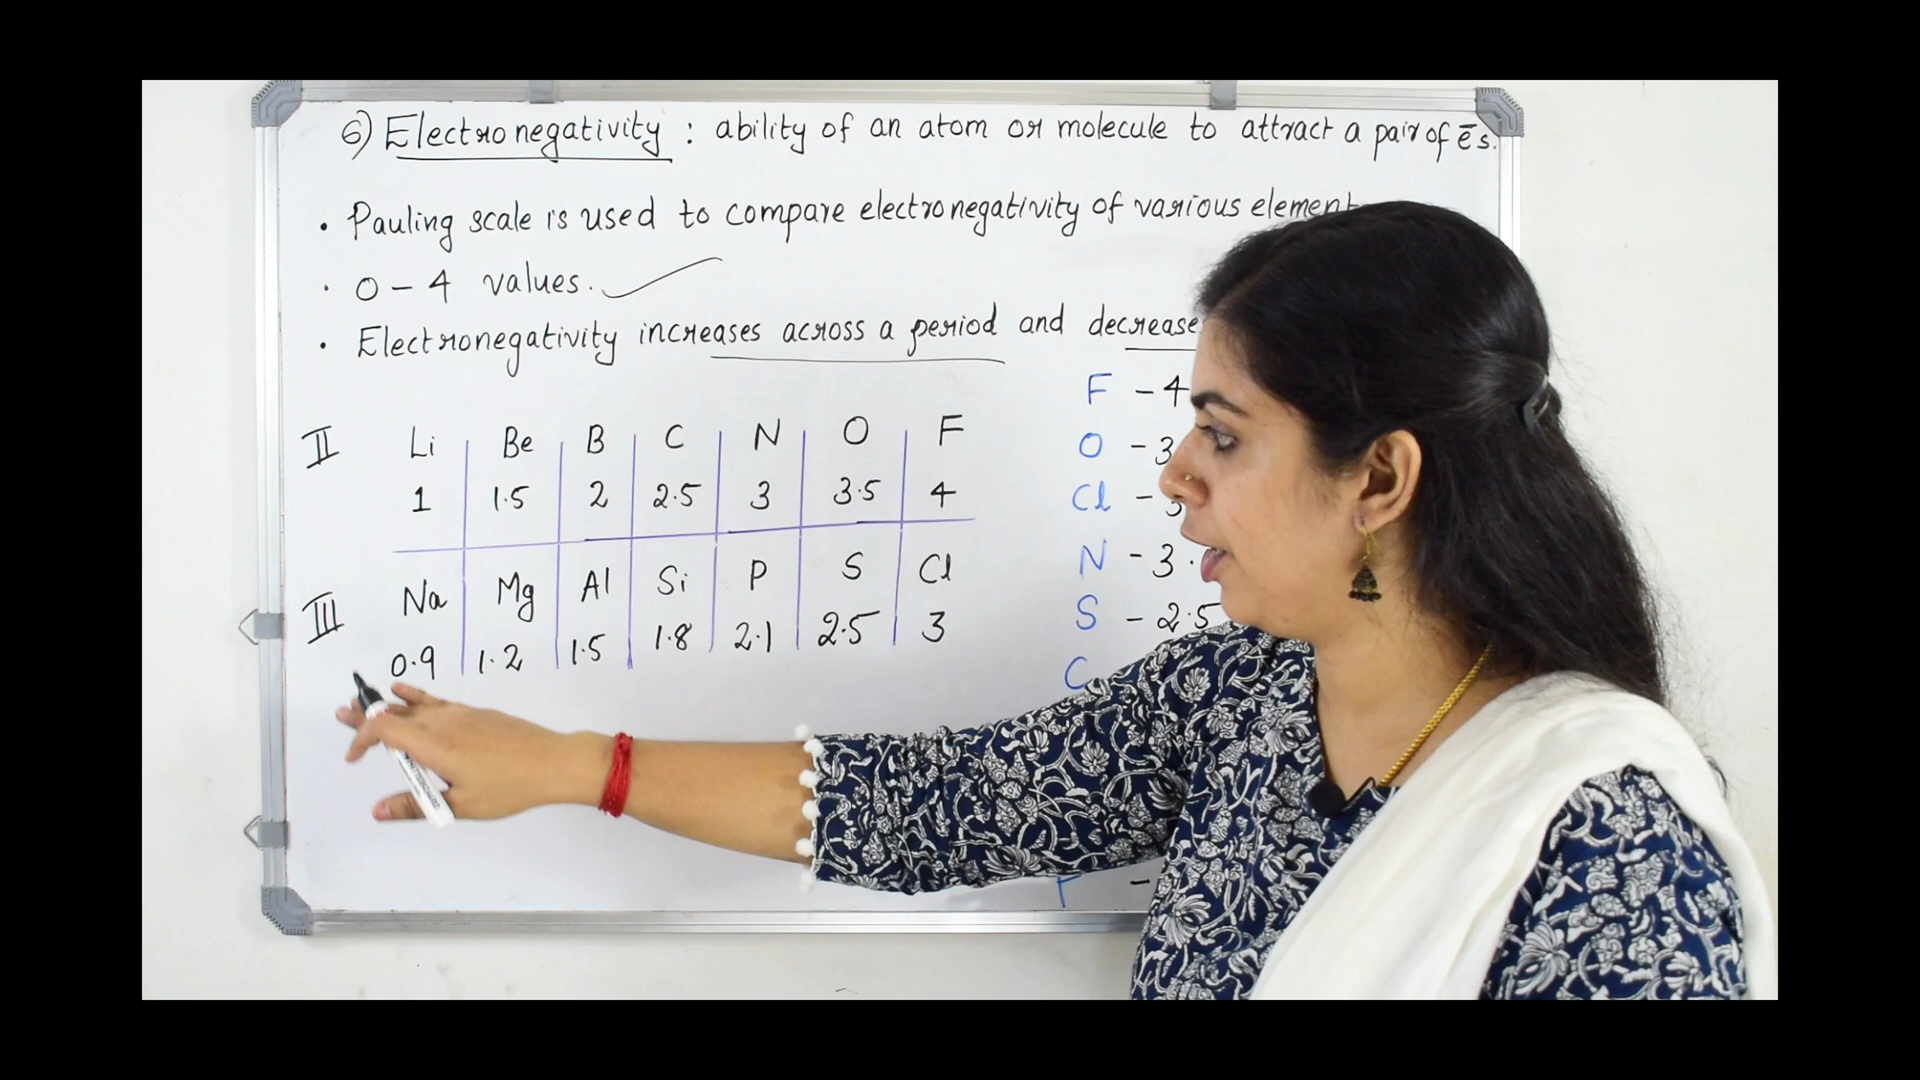 6) Electronegativity : ability of an atom or molecule to attract a pair of ēs.
• Pauling scale is used to compare electronegativity of various element
• 0 – 4 values.
• Electronegativity increases across a period and decrease
II Li Be B C N O F
1 1.5 2 2.5 3 3.5 4
III Na Mg Al Si P S Cl
0.9 1.2 1.5 1.8 2.1 2.5 3
F – 4
O – 3
Cl – 3
N – 3.
S – 2.5
C